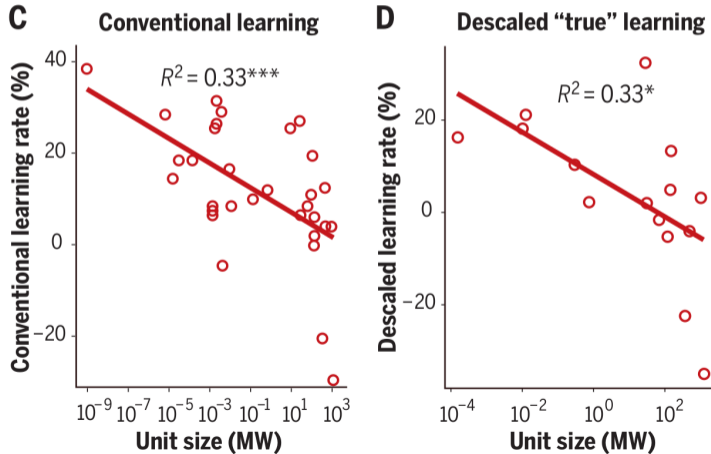 C Conventional learning
R² = 0.33***
Conventional learning rate (%)
40
20
0
−20
10⁻⁹ 10⁻⁷ 10⁻⁵ 10⁻³ 10⁻¹ 10¹ 10³
Unit size (MW)
D Descaled “true” learning
R² = 0.33*
Descaled learning rate (%)
20
0
−20
10⁻⁴ 10⁻² 10⁰ 10²
Unit size (MW)